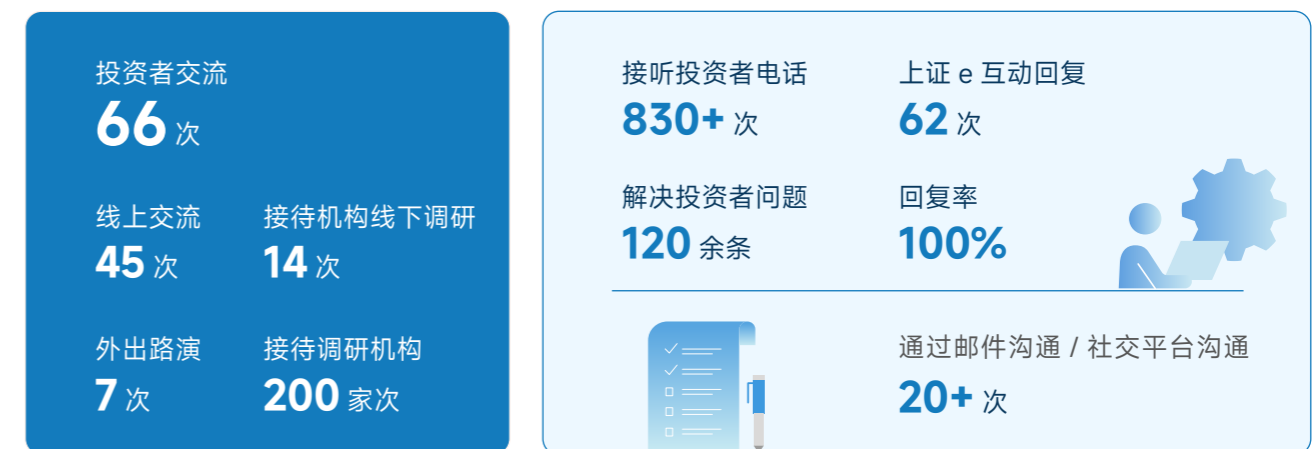 投资者交流
66 次
线上交流
45 次
接待机构线下调研
14 次
外出路演
7 次
接待调研机构
200 家次
接听投资者电话
830+ 次
上证 e 互动回复
62 次
解决投资者问题
120 余条
回复率
100%
通过邮件沟通 / 社交平台沟通
20+ 次